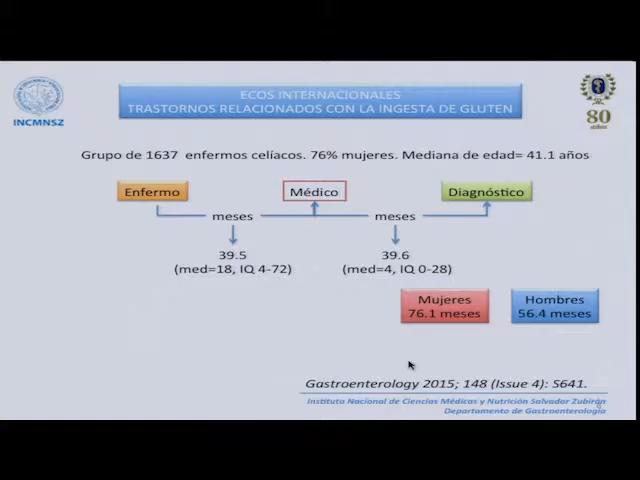 INCMNSZ
ECOS INTERNACIONALES
TRASTORNOS RELACIONADOS CON LA INGESTA DE GLUTEN
80
Grupo de 1637 enfermos celíacos. 76% mujeres. Mediana de edad= 41.1 años
Enfermo
Médico
Diagnóstico
meses
meses
39.5
(med=18, IQ 4-72)
39.6
(med=4, IQ 0-28)
Mujeres
76.1 meses
Hombres
56.4 meses
Gastroenterology 2015; 148 (Issue 4): S641.
Instituto Nacional de Ciencias Médicas y Nutrición Salvador Zubirán
Departamento de Gastroenterología